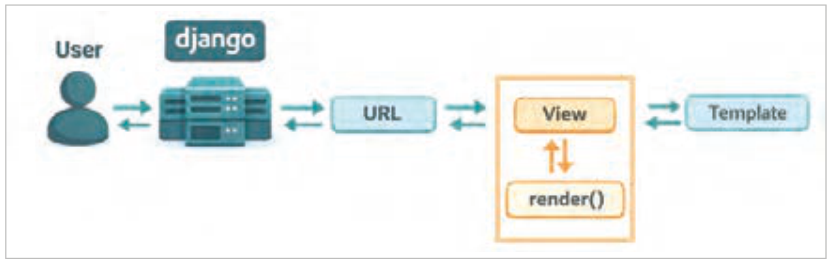 User
django
URL
View
render()
Template